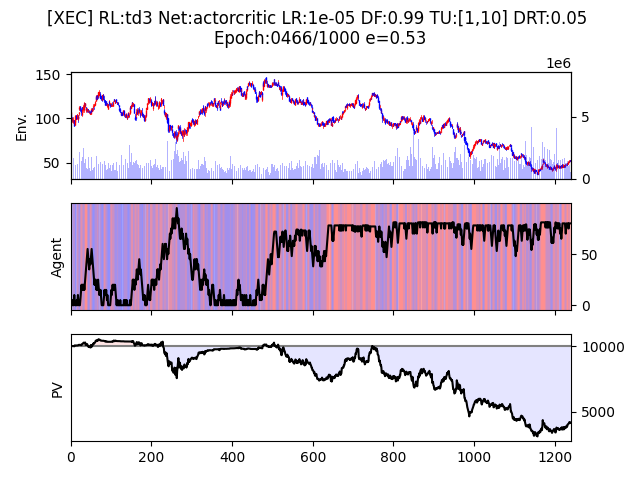 [XEC] RL:td3 Net:actorcritic LR:1e-05 DF:0.99 TU:[1,10] DRT:0.05
Epoch:0466/1000 e=0.53
1e6
150
100
50
Env.
5
0
Agent
50
0
PV
10000
5000
0
200
400
600
800
1000
1200